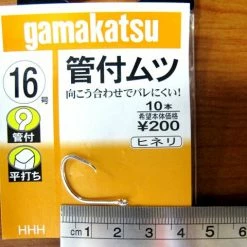 gamakatsu
16号
管付ムツ
向こう合わせでバレにくい!
10本
希望本体価格
¥200
ヒネリ
管付
平打ち
HHH
cm 1 2 3 4 5 6